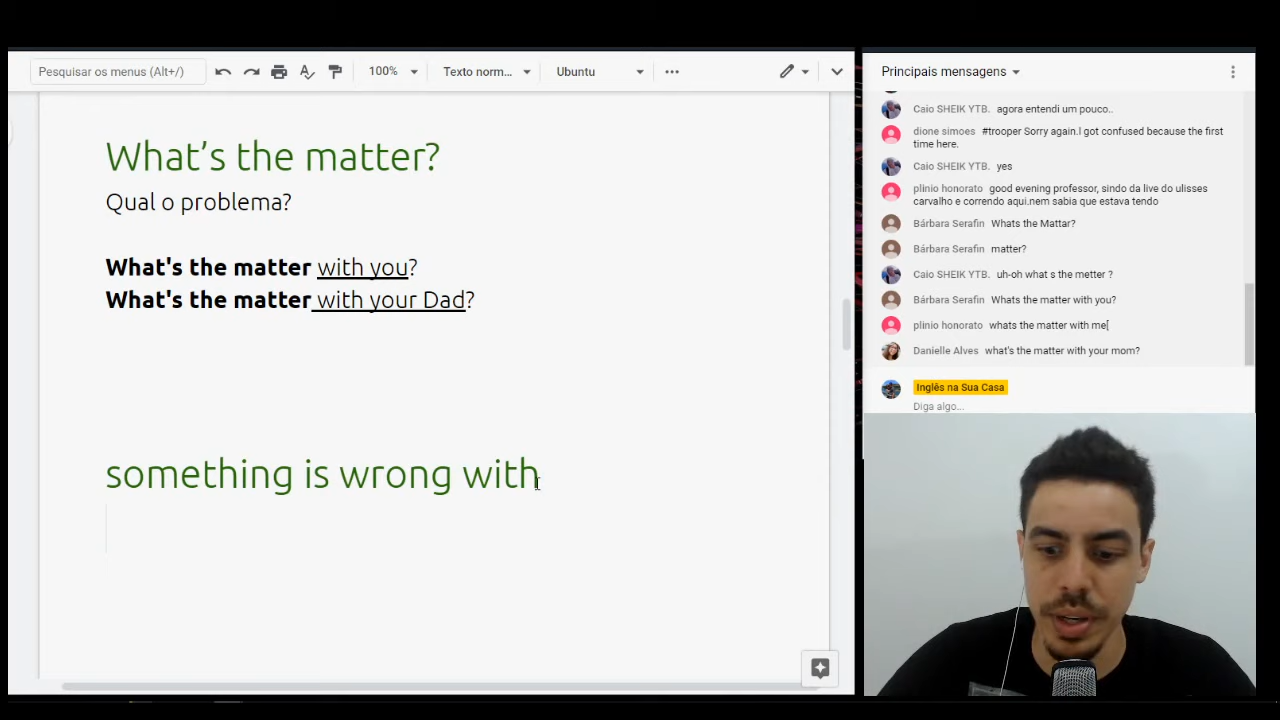 Pesquisar os menus (Alt+/)
100%
Texto norm...
Ubuntu
What's the matter?
Qual o problema?
What's the matter with you?
What's the matter with your Dad?
something is wrong with
Principais mensagens
Caio SHEIK YTB. agora entendi um pouco..
dione simoes #trooper Sorry again.I got confused because the first
time here.
Caio SHEIK YTB. yes
plinio honorato good evening professor, sindo da live do ulisses
carvalho e correndo aqui.nem sabia que estava tendo
Bárbara Serafin Whats the Mattar?
Bárbara Serafin matter?
Caio SHEIK YTB. uh-oh what s the metter ?
Bárbara Serafin Whats the matter with you?
plinio honorato whats the matter with me[
Danielle Alves what's the matter with your mom?
Inglês na Sua Casa
Diga algo...